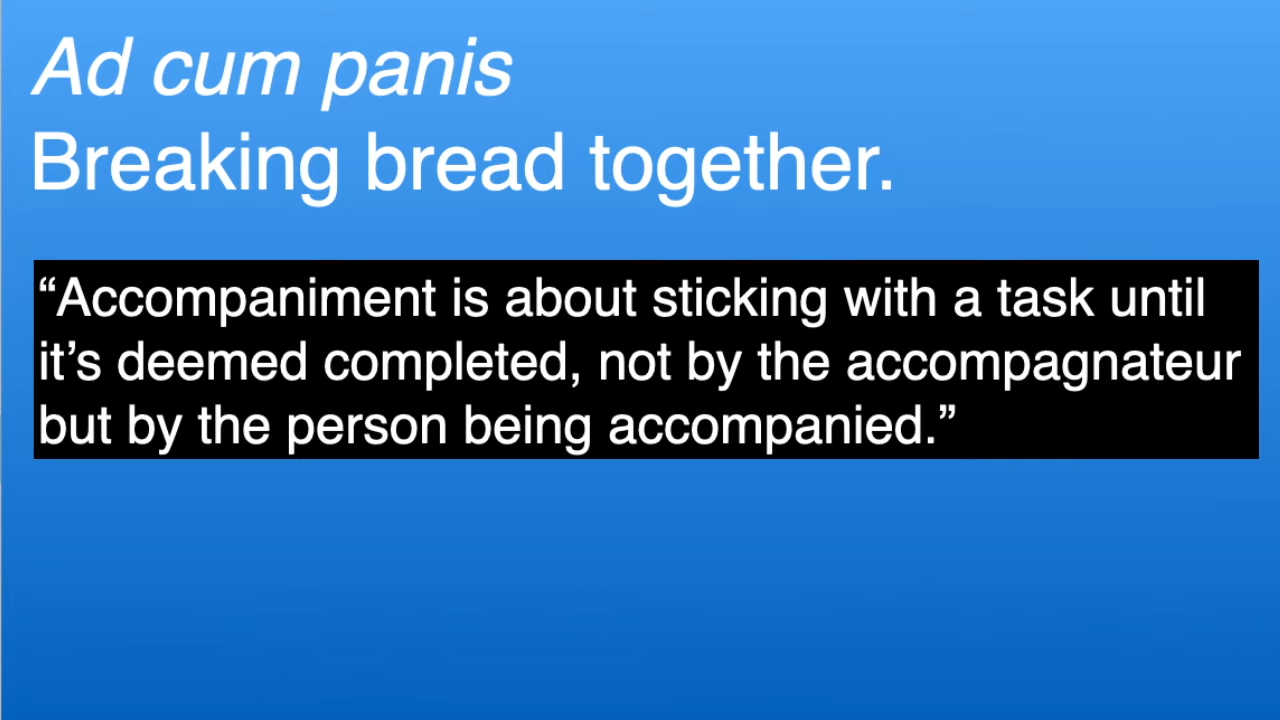 Ad cum panis
Breaking bread together.
“Accompaniment is about sticking with a task until
it’s deemed completed, not by the accompagnateur
but by the person being accompanied.”